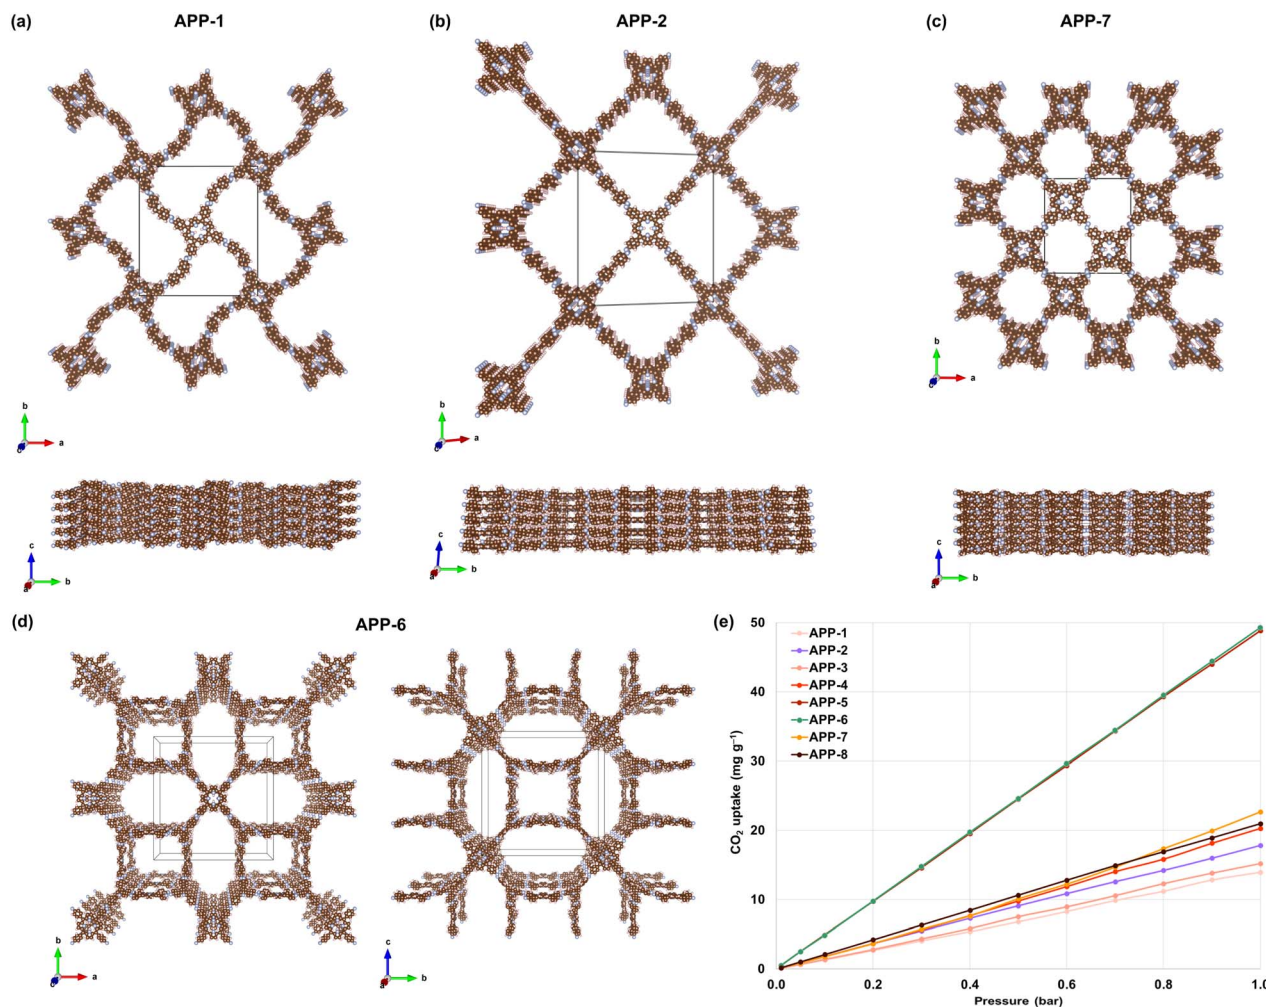 (a) APP-1
(b) APP-2
(c) APP-7
b
a
c
b
a
c
b
a
c
c
b
a
c
b
a
c
b
a
(d) APP-6
b
a
c
c
b
a
(e)
APP-1
APP-2
APP-3
APP-4
APP-5
APP-6
APP-7
APP-8
CO₂ uptake (mg g⁻¹)
50
40
30
20
10
0
0.0 0.2 0.4 0.6 0.8 1.0
Pressure (bar)